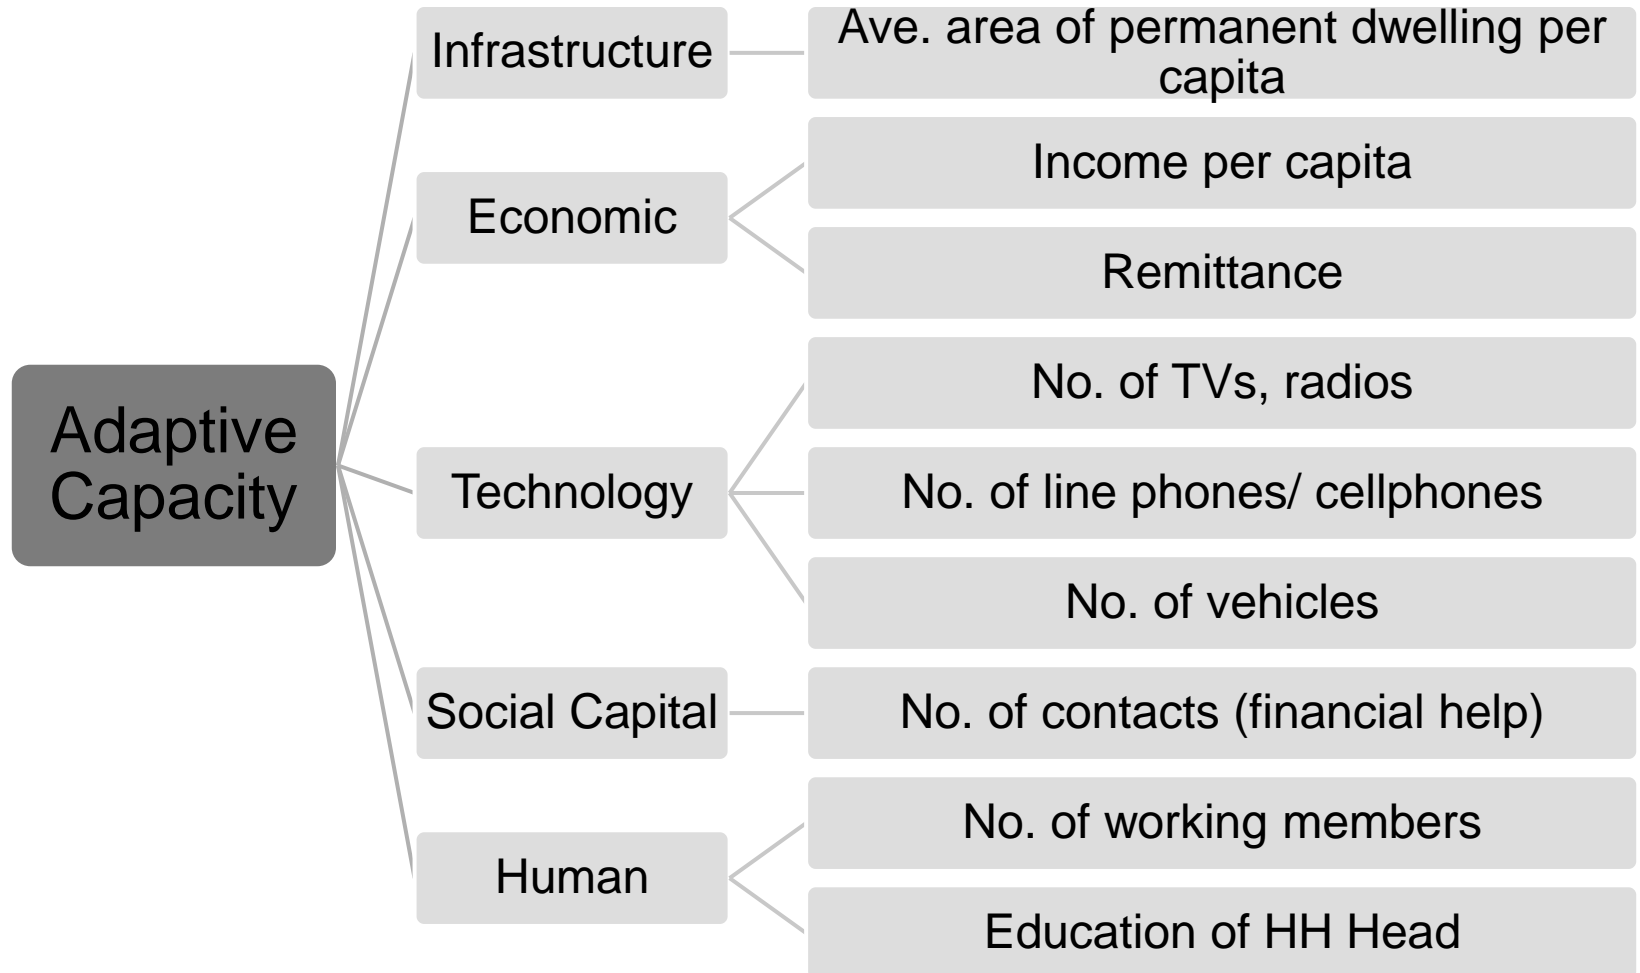 Adaptive
Capacity
Infrastructure
Ave. area of permanent dwelling per
capita
Economic
Income per capita
Remittance
Technology
No. of TVs, radios
No. of line phones/ cellphones
No. of vehicles
Social Capital
No. of contacts (financial help)
Human
No. of working members
Education of HH Head